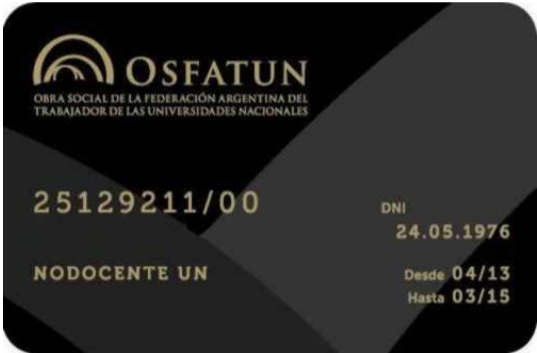 OSFATUN
OBRA SOCIAL DE LA FEDERACIÓN ARGENTINA DEL
TRABAJADOR DE LAS UNIVERSIDADES NACIONALES
25129211/00
DNI
24.05.1976
NODOCENTE UN
Desde 04/13
Hasta 03/15